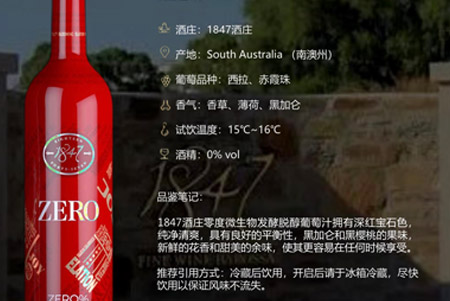 酒庄：1847酒庄
产地：South Australia （南澳州）
葡萄品种：西拉、赤霞珠
香气：香草、薄荷、黑加仑
试饮温度：15℃~16℃
酒精：0% vol
品鉴笔记：
1847酒庄零度微生物发酵脱醇葡萄汁拥有深红宝石色，
纯净清爽，具有良好的平衡性，黑加仑和黑樱桃的果味，
新鲜的花香和甜美的余味，使其更容易在任何时候享受。
推荐引用方式：冷藏后饮用，开启后请于冰箱冷藏，尽快
饮用以保证风味不流失。
1847
ZERO
JOY
ELATION
ZERO%
1847
FINE WINE BAROSSA